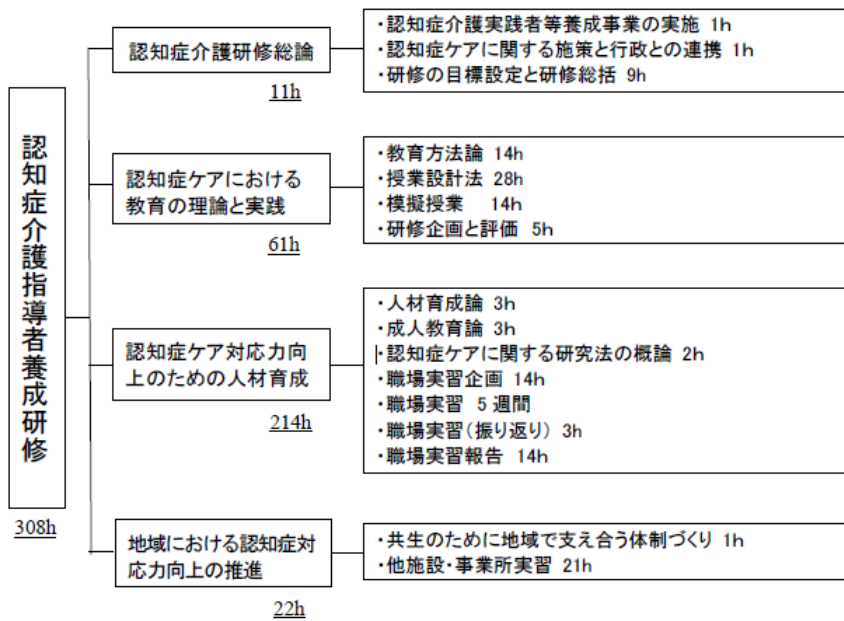 認知症介護指導者養成研修
308h
認知症介護研修総論
11h
・認知症介護実践者等養成事業の実施 1h
・認知症ケアに関する施策と行政との連携 1h
・研修の目標設定と研修総括 9h
認知症ケアにおける
教育の理論と実践
61h
・教育方法論 14h
・授業設計法 28h
・模擬授業 14h
・研修企画と評価 5h
認知症ケア対応力向
上のための人材育成
214h
・人材育成論 3h
・成人教育論 3h
・認知症ケアに関する研究法の概論 2h
・職場実習企画 14h
・職場実習 5週間
・職場実習(振り返り) 3h
・職場実習報告 14h
地域における認知症対
応力向上の推進
22h
・共生のために地域で支え合う体制づくり 1h
・他施設・事業所実習 21h